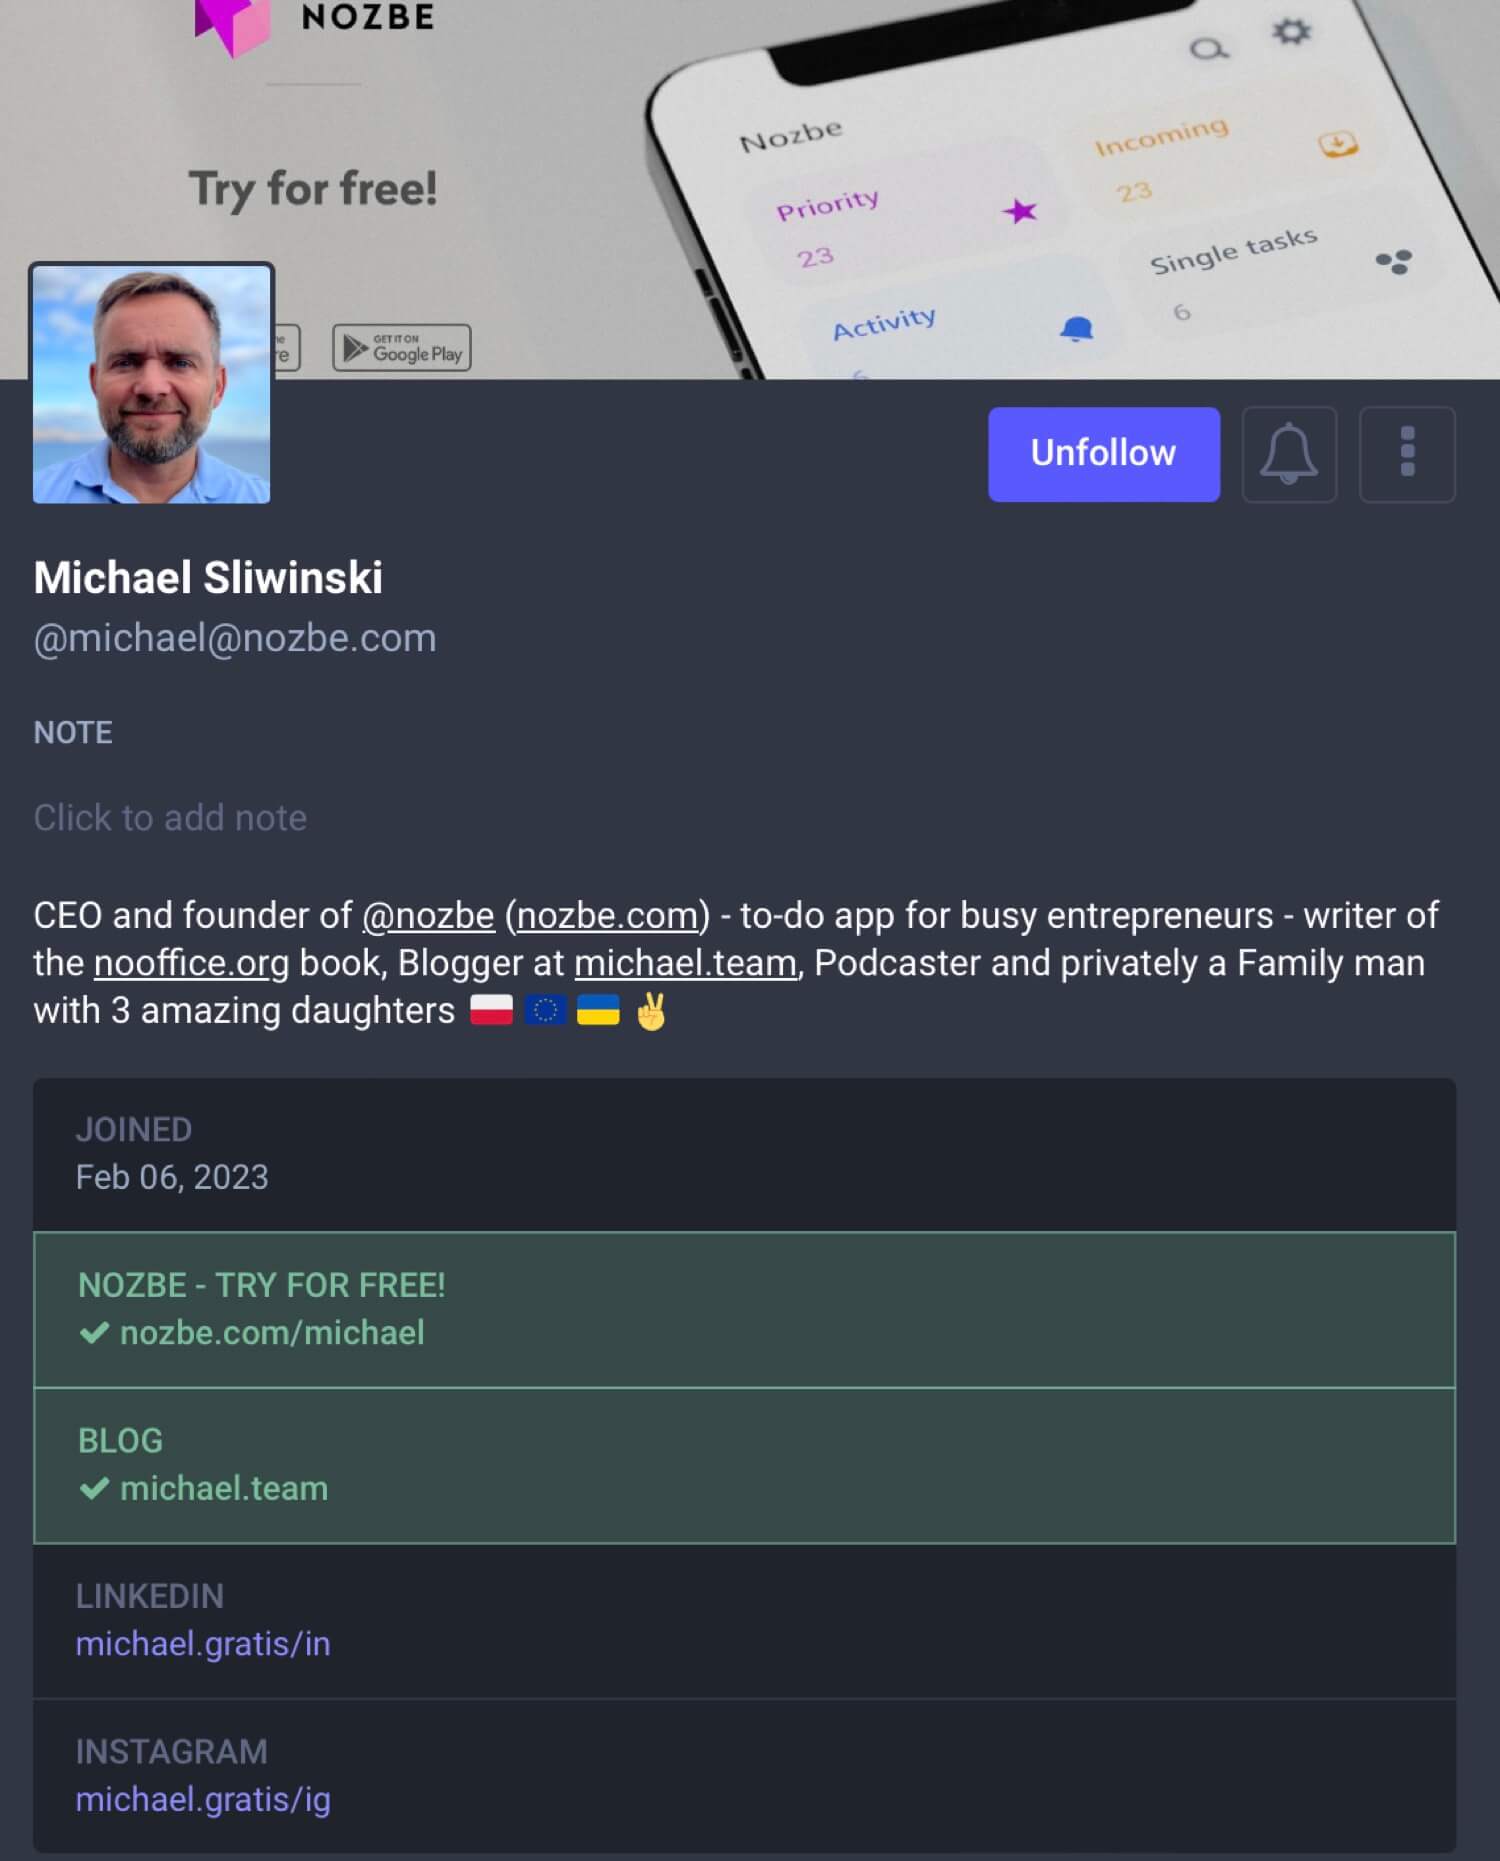 NOZBE
Try for free!
GET IT ON
Google Play
Nozbe
Incoming
23
Priority
23
Single tasks
6
Activity
6
Unfollow
Michael Sliwinski
@michael@nozbe.com
NOTE
Click to add note
CEO and founder of @nozbe (nozbe.com) - to-do app for busy entrepreneurs - writer of
the nooffice.org book, Blogger at michael.team, Podcaster and privately a Family man
with 3 amazing daughters 🇵🇱 🇪🇺 🇺🇦 ✌️
JOINED
Feb 06, 2023
NOZBE - TRY FOR FREE!
✔ nozbe.com/michael
BLOG
✔ michael.team
LINKEDIN
michael.gratis/in
INSTAGRAM
michael.gratis/ig